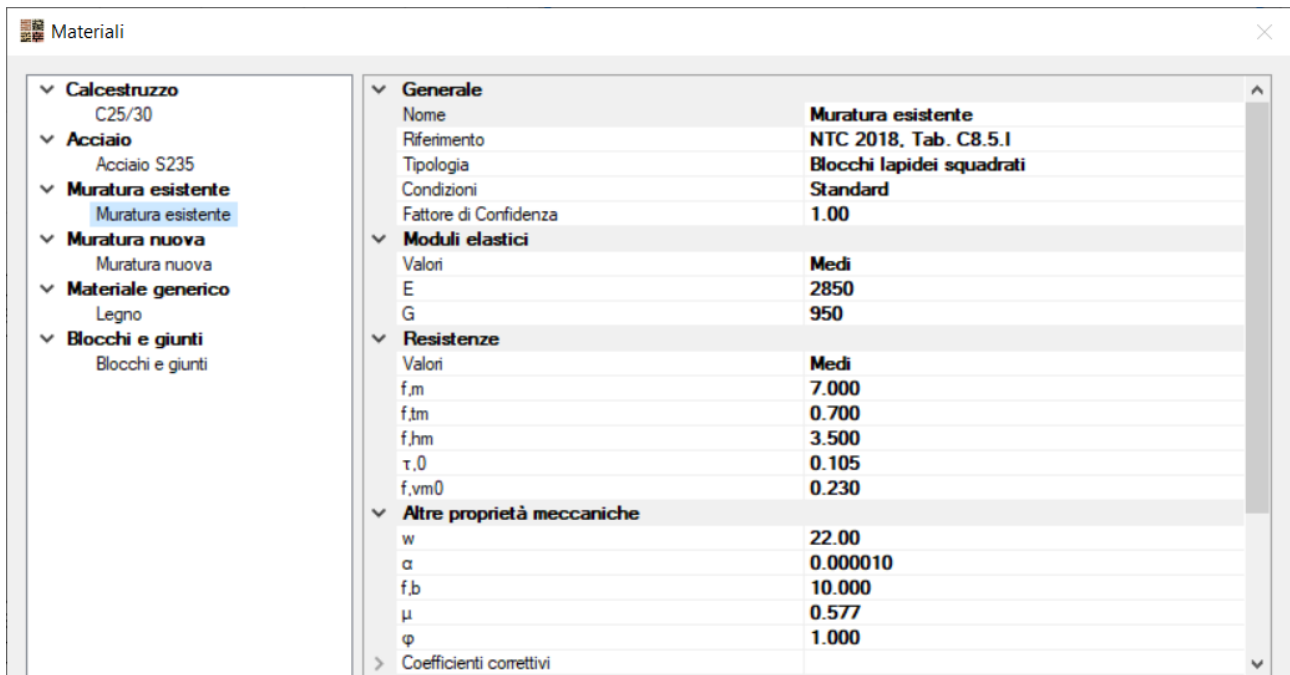 Materiali
Calcestruzzo
C25/30
Acciaio
Acciaio S235
Muratura esistente
Muratura esistente
Muratura nuova
Muratura nuova
Materiale generico
Legno
Blocchi e giunti
Blocchi e giunti
Generale
Nome Muratura esistente
Riferimento NTC 2018, Tab. C8.5.I
Tipologia Blocchi lapidei squadrati
Condizioni Standard
Fattore di Confidenza 1.00
Moduli elastici
Valori Medi
E 2850
G 950
Resistenze
Valori Medi
f,m 7.000
f,tm 0.700
f,hm 3.500
τ,0 0.105
f,vm0 0.230
Altre proprietà meccaniche
w 22.00
α 0.000010
f,b 10.000
μ 0.577
φ 1.000
Coefficienti correttivi